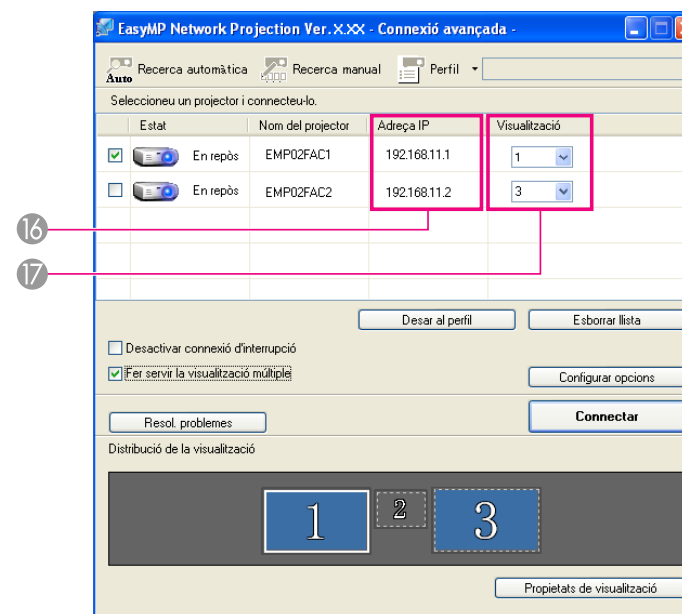 EasyMP Network Projection Ver.X.XX - Connexió avançada -
Auto Recerca automàtica Recerca manual Perfil
Seleccioneu un projector i connecteu-lo.
Estat Nom del projector Adreça IP Visualització
En repòs EMP02FAC1 192.168.11.1 1
En repòs EMP02FAC2 192.168.11.2 3
16
17
Desar al perfil Esborrar llista
Desactivar connexió d'interrupció
Fer servir la visualització múltiple
Configurar opcions
Resol. problemes Connectar
Distribució de la visualització
1 2 3
Propietats de visualització